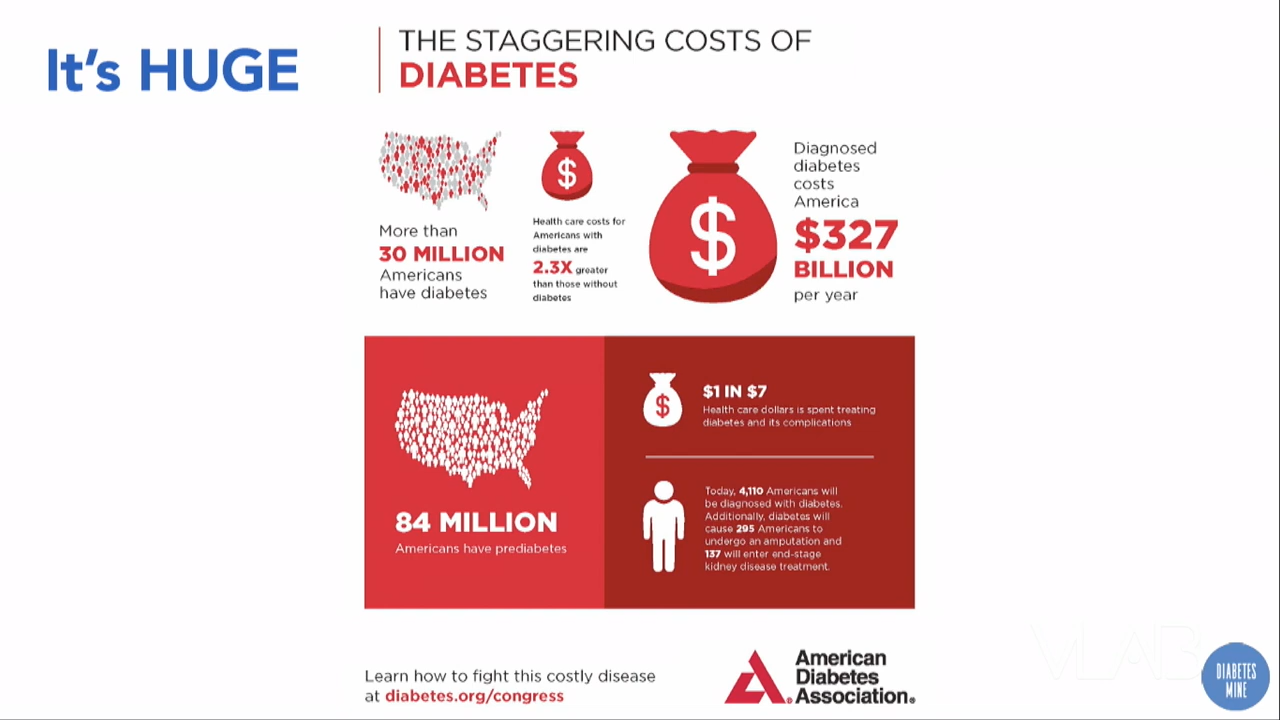 It's HUGE
THE STAGGERING COSTS OF
DIABETES
More than
30 MILLION
Americans
have diabetes
$
Health care costs for
Americans with
diabetes are
2.3X greater
than those without
diabetes
$
Diagnosed
diabetes
costs
America
$327
BILLION
per year
84 MILLION
Americans have prediabetes
$
$1 IN $7
Health care dollars is spent treating
diabetes and its complications
Today, 4,110 Americans will
be diagnosed with diabetes.
Additionally, diabetes will
cause 295 Americans to
undergo an amputation and
137 will enter end-stage
kidney disease treatment.
Learn how to fight this costly disease
at diabetes.org/congress
American
Diabetes
Association®
VLAB
DIABETES
MINE